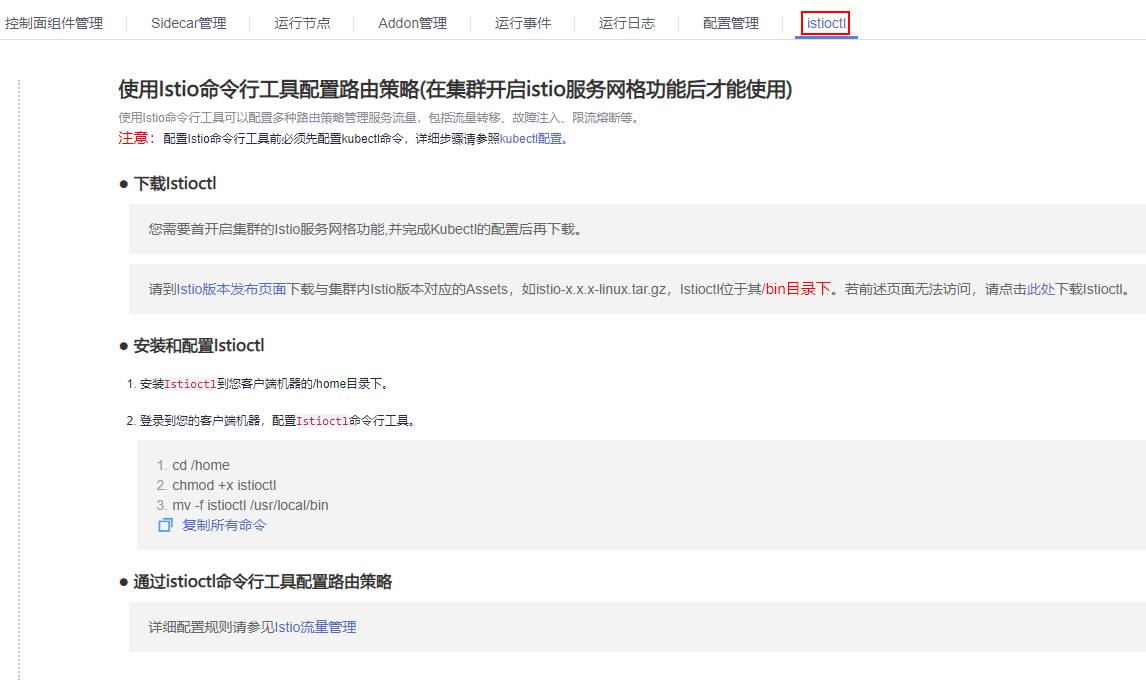 控制面组件管理 Sidecar管理 运行节点 Addon管理 运行事件 运行日志 配置管理 istioctl
使用Istio命令行工具配置路由策略(在集群开启istio服务网格功能后才能使用)
使用Istio命令行工具可以配置多种路由策略管理服务流量，包括流量转移、故障注入、限流熔断等。
注意：配置Istio命令行工具前必须先配置kubectl命令，详细步骤请参照kubectl配置。
● 下载Istioctl
您需要首开启集群的Istio服务网格功能,并完成Kubectl的配置后再下载。
请到Istio版本发布页面下载与集群内Istio版本对应的Assets，如istio-x.x.x-linux.tar.gz，Istioctl位于其/bin目录下。若前述页面无法访问，请点击此处下载Istioctl。
● 安装和配置Istioctl
1. 安装Istioctl到您客户端机器的/home目录下。
2. 登录到您的客户端机器，配置Istioctl命令行工具。
1. cd /home
2. chmod +x istioctl
3. mv -f istioctl /usr/local/bin
复制所有命令
● 通过istioctl命令行工具配置路由策略
详细配置规则请参见Istio流量管理